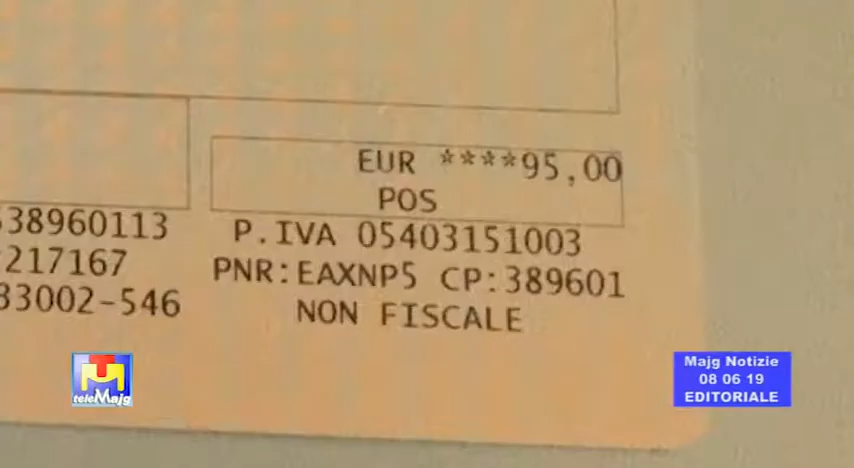 EUR ****95,00
POS
38960113
P.IVA 05403151003
217167
PNR:EAXNP5 CP:389601
33002-546
NON FISCALE
teleMajg
Majg Notizie
08 06 19
EDITORIALE